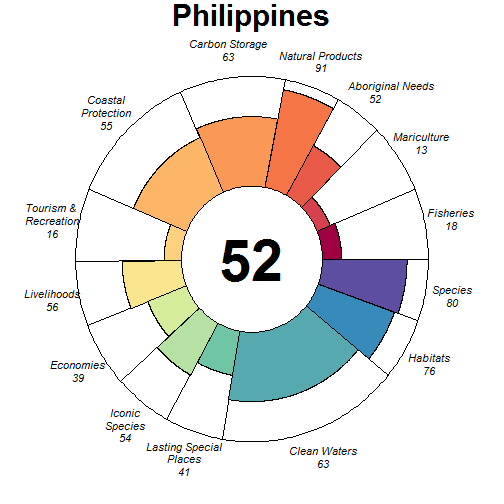 Philippines
Carbon Storage
63
Natural Products
91
Aboriginal Needs
52
Mariculture
13
Fisheries
18
Species
80
Habitats
76
Clean Waters
63
Lasting Special
Places
41
Iconic
Species
54
Economies
39
Livelihoods
56
Tourism &
Recreation
16
Coastal
Protection
55
52